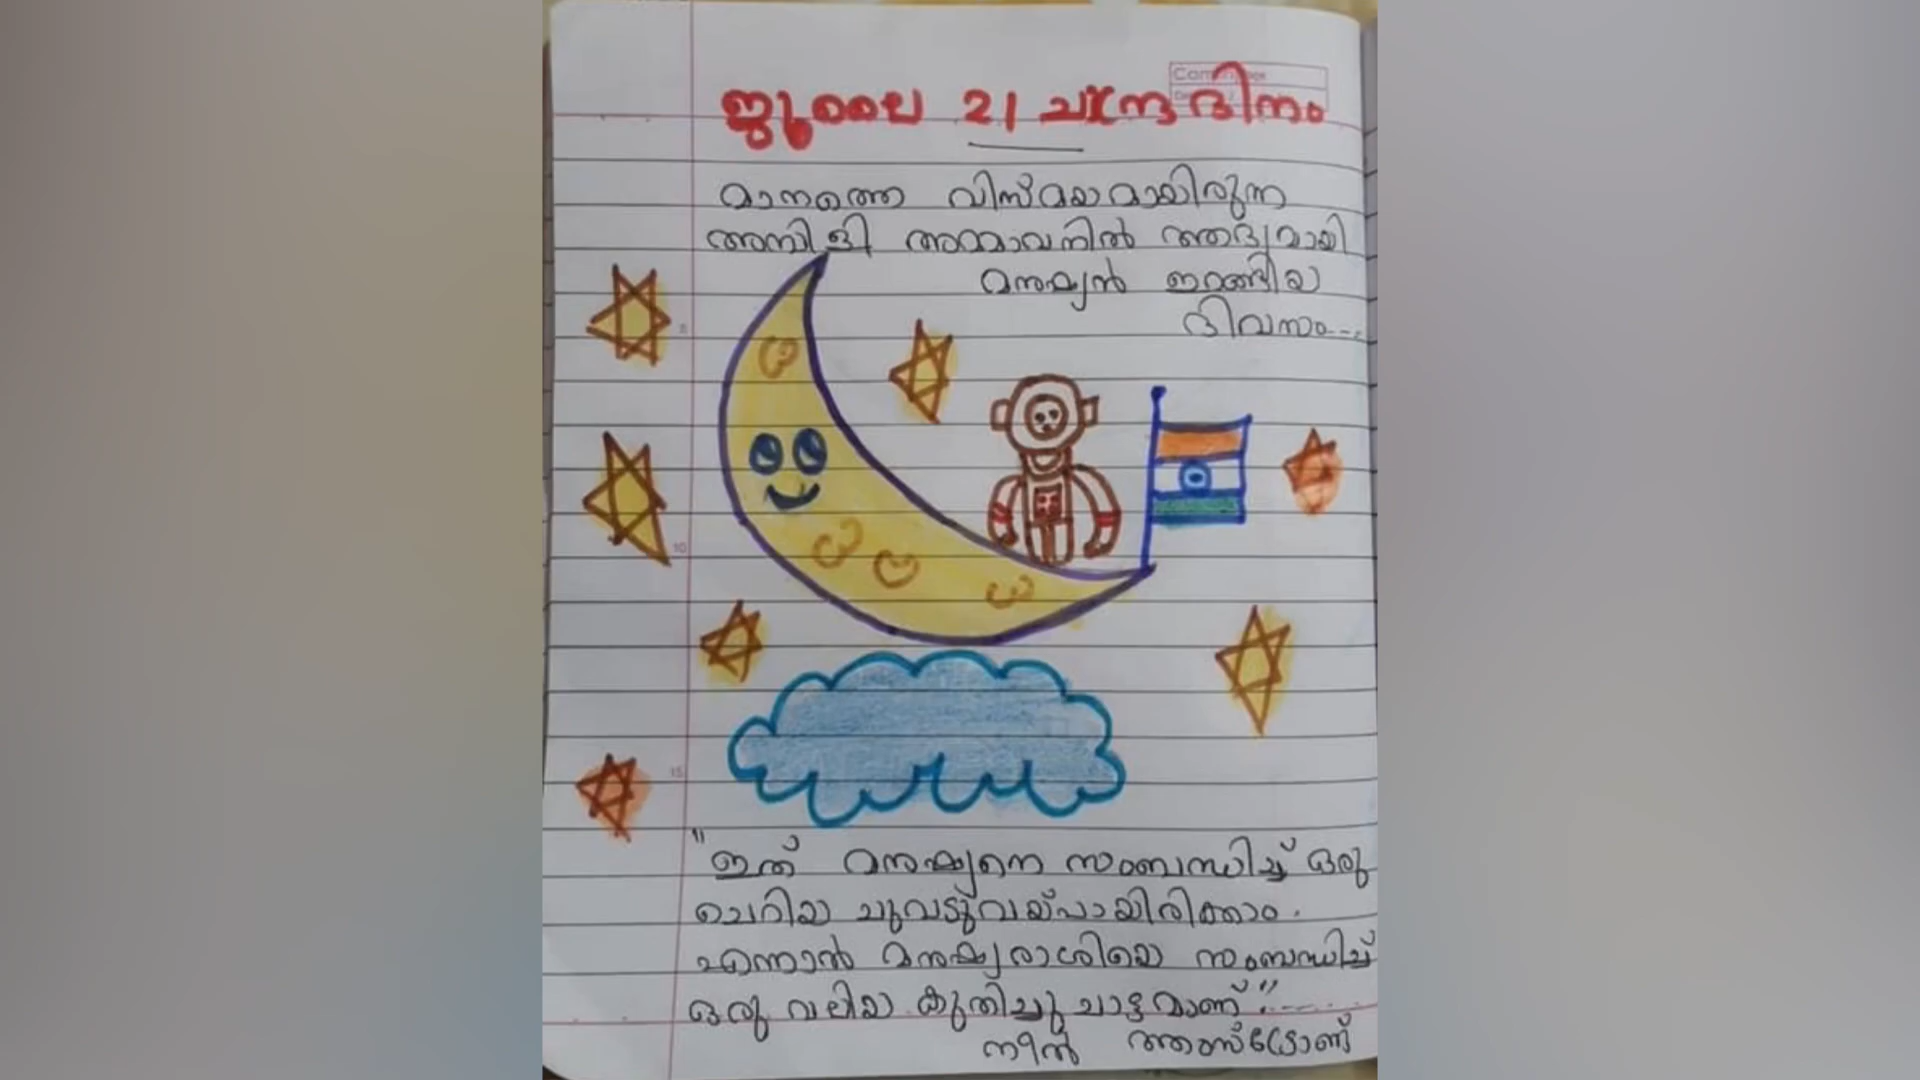 ജൂലൈ 21 ചാന്ദ്രദിനം
മാനത്തെ വിസ്മയമായിരുന്ന
അമ്പിളി അമ്മാവനിൽ ആദ്യമായി
മനുഷ്യൻ ഇറങ്ങിയ
ദിവസം...
"ഇത് മനുഷ്യനെ സംബന്ധിച്ച് ഒരു
ചെറിയ ചുവടുവയ്പായിരിക്കാം.
എന്നാൽ മനുഷ്യരാശിയെ സംബന്ധിച്ച്
ഒരു വലിയ കുതിച്ചു ചാട്ടമാണ്"
നീൽ ആംസ്ട്രോങ്